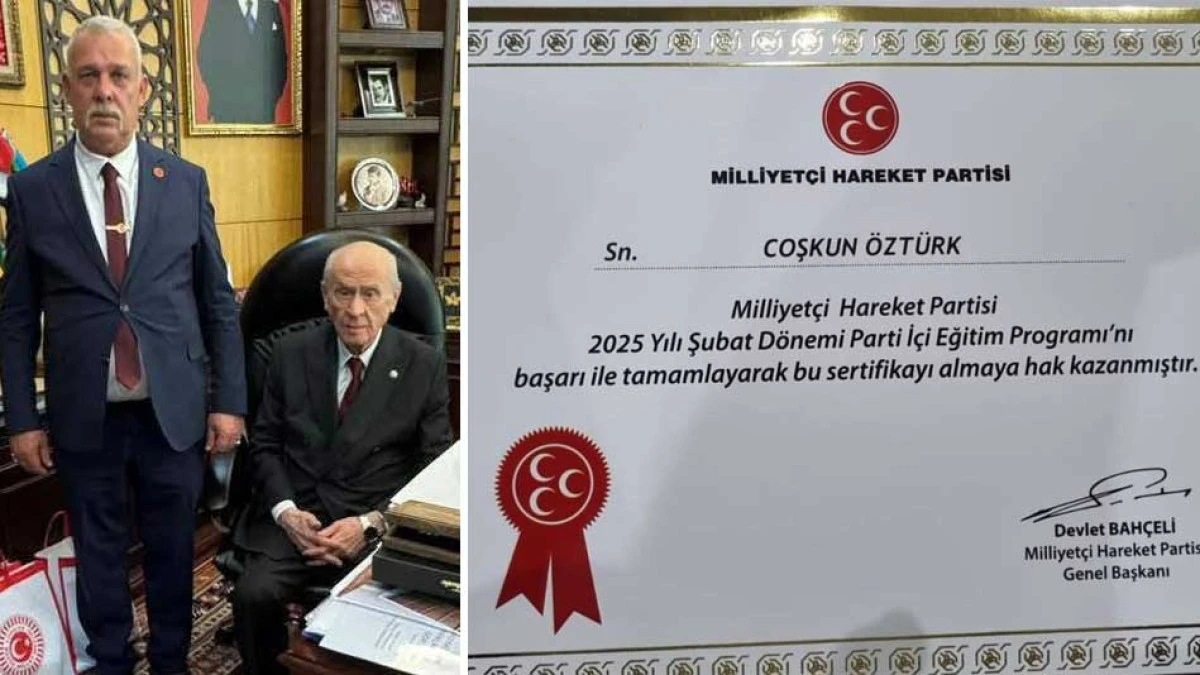 MİLLİYETÇİ HAREKET PARTİSİ
Sn. COŞKUN ÖZTÜRK
Milliyetçi Hareket Partisi
2025 Yılı Şubat Dönemi Parti İçi Eğitim Programı'nı
başarı ile tamamlayarak bu sertifikayı almaya hak kazanmıştır.
Devlet BAHÇELİ
Milliyetçi Hareket Partis
Genel Başkanı